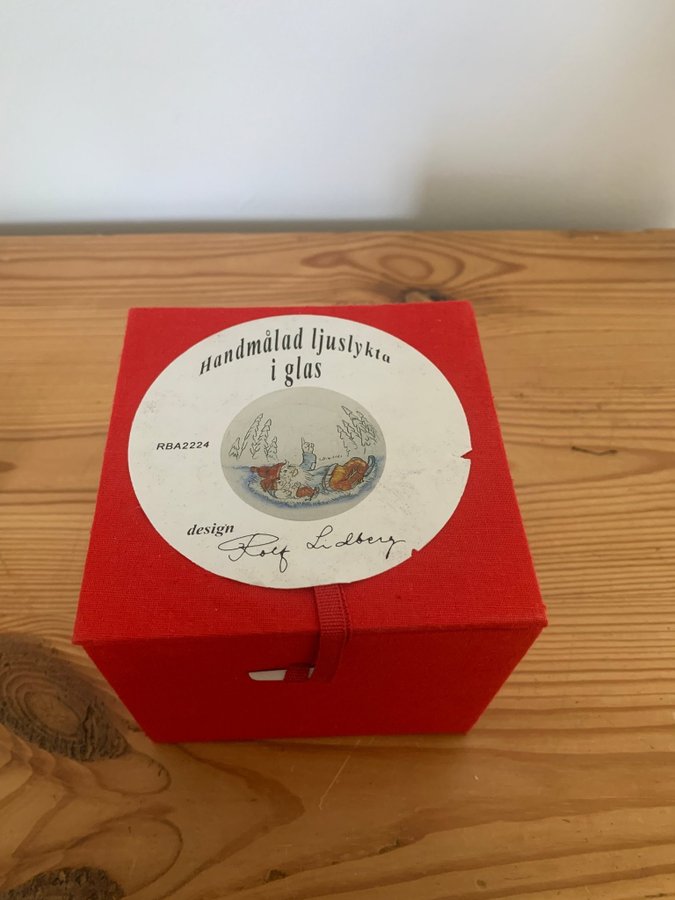 Handmålad ljuslykta
i glas
RBA2224
design
Rolf Lidberg